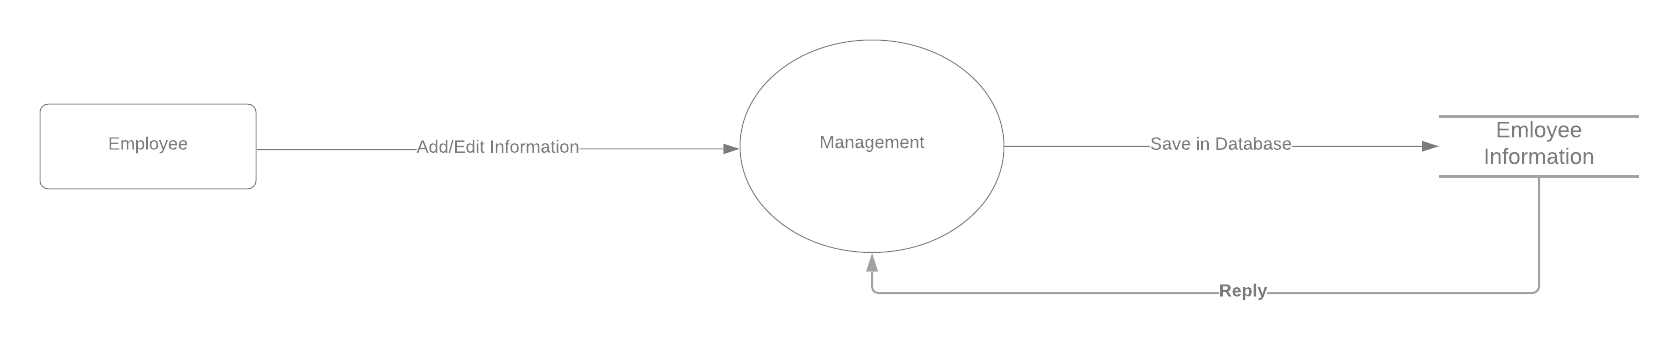 Employee
Add/Edit Information
Management
Save in Database
Emloyee
Information
Reply